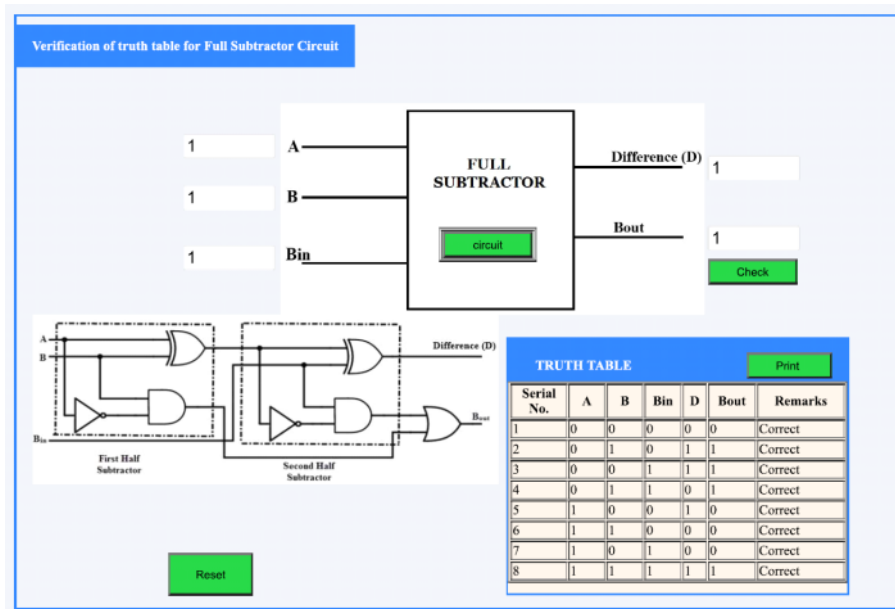 Verification of truth table for Full Subtractor Circuit
1
A
1
B
1
Bin
FULL
SUBTRACTOR
circuit
Difference (D)
1
Bout
1
Check
A
B
Bin
First Half
Subtractor
Second Half
Subtractor
Difference (D)
Bout
TRUTH TABLE
Print
Serial No. A B Bin D Bout Remarks
1 0 0 0 0 0 Correct
2 0 1 0 1 1 Correct
3 0 0 1 1 1 Correct
4 0 1 1 0 1 Correct
5 1 0 0 1 0 Correct
6 1 1 0 0 0 Correct
7 1 0 1 0 0 Correct
8 1 1 1 1 1 Correct
Reset